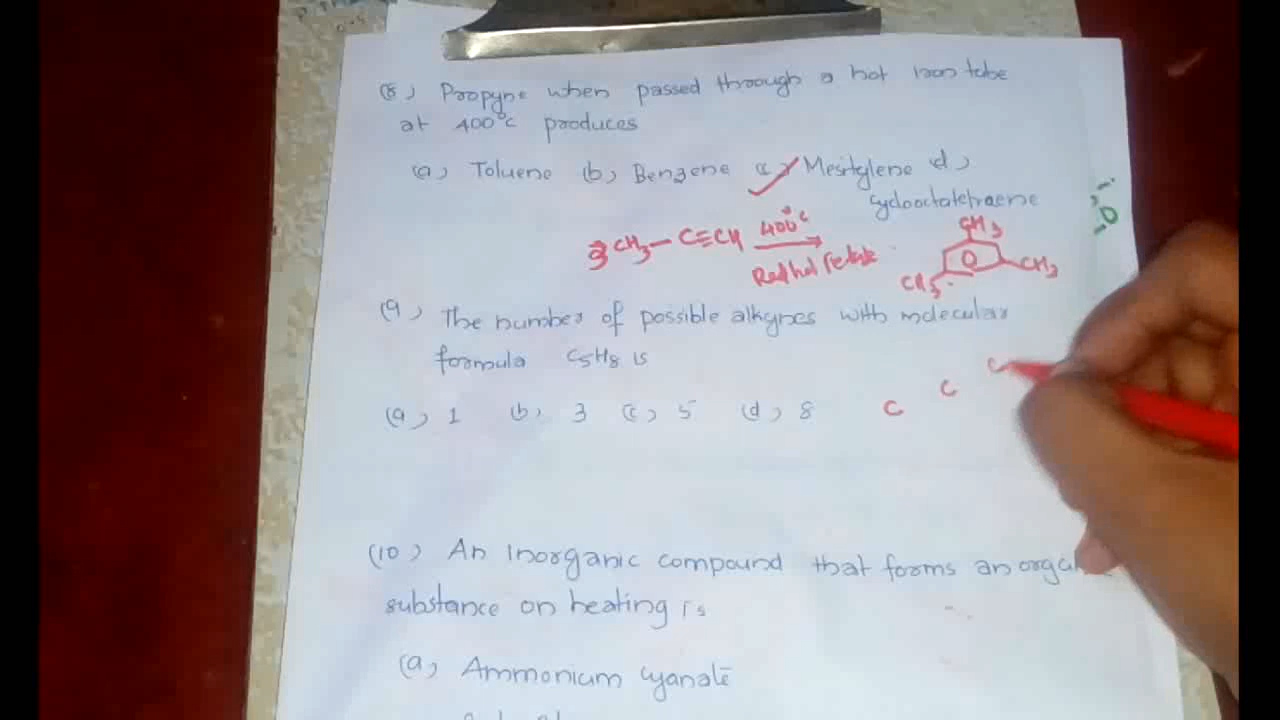 (8) Propyne when passed through a hot iron tube
at 400°C produces
(a) Toluene (b) Benzene (c) Mesitylene (d)
cyclooctatetraene
3CH3-C≡CH 400°C
Red hot
CH3
CH3
CH3
(9) The number of possible alkynes with molecular
formula C5H8 is
(a) 1 (b) 3 (c) 5 (d) 8 C C C
(10) An inorganic compound that forms an
substance on heating is
(a) Ammonium cyanate